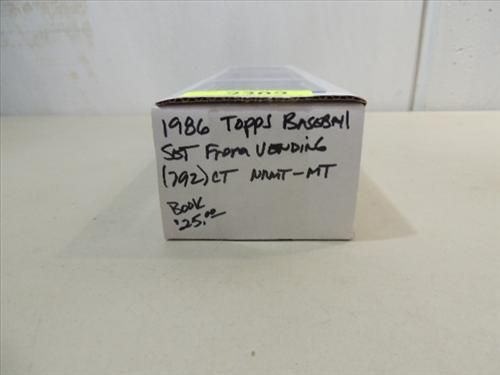 1986 Topps BASEBALL
SET From VENDING
(792) CT NRMT-MT
BOOK
$25.00